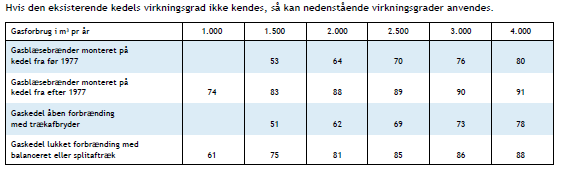 Hvis den eksisterende kedels virkningsgrad ikke kendes, så kan nedenstående virkningsgrader anvendes.
Gasforbrug i m³ pr år 1.000 1.500 2.000 2.500 3.000 4.000
Gasblæsebrænder monteret på
kedel fra før 1977 53 64 70 76 80
Gasblæsebrænder monteret på
kedel fra efter 1977 74 83 88 89 90 91
Gaskedel åben forbrænding
med trækafbryder 51 62 69 73 78
Gaskedel lukket forbrænding med
balanceret eller splitaftræk 61 75 81 85 86 88